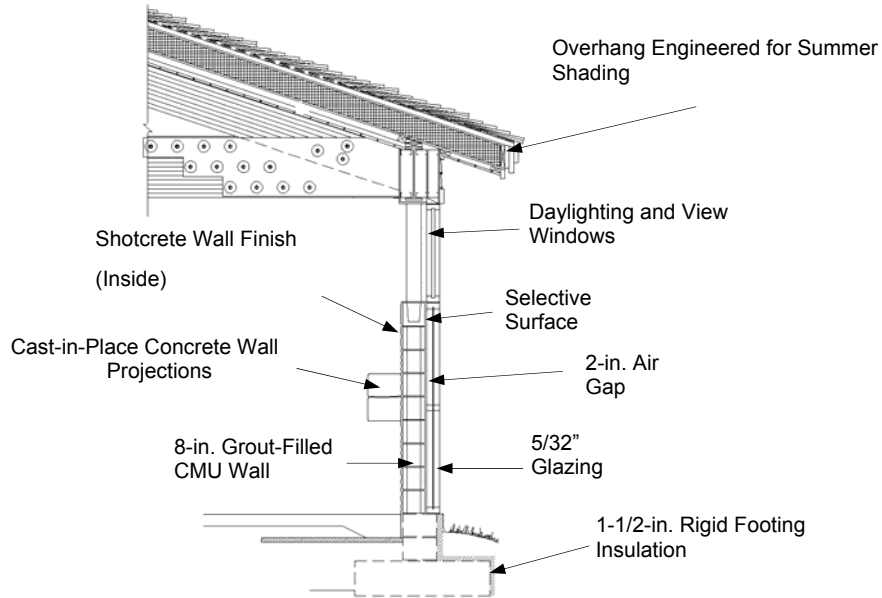 Overhang Engineered for Summer
Shading
Daylighting and View
Windows
Shotcrete Wall Finish
(Inside)
Selective
Surface
Cast-in-Place Concrete Wall
Projections
2-in. Air
Gap
8-in. Grout-Filled
CMU Wall
5/32”
Glazing
1-1/2-in. Rigid Footing
Insulation